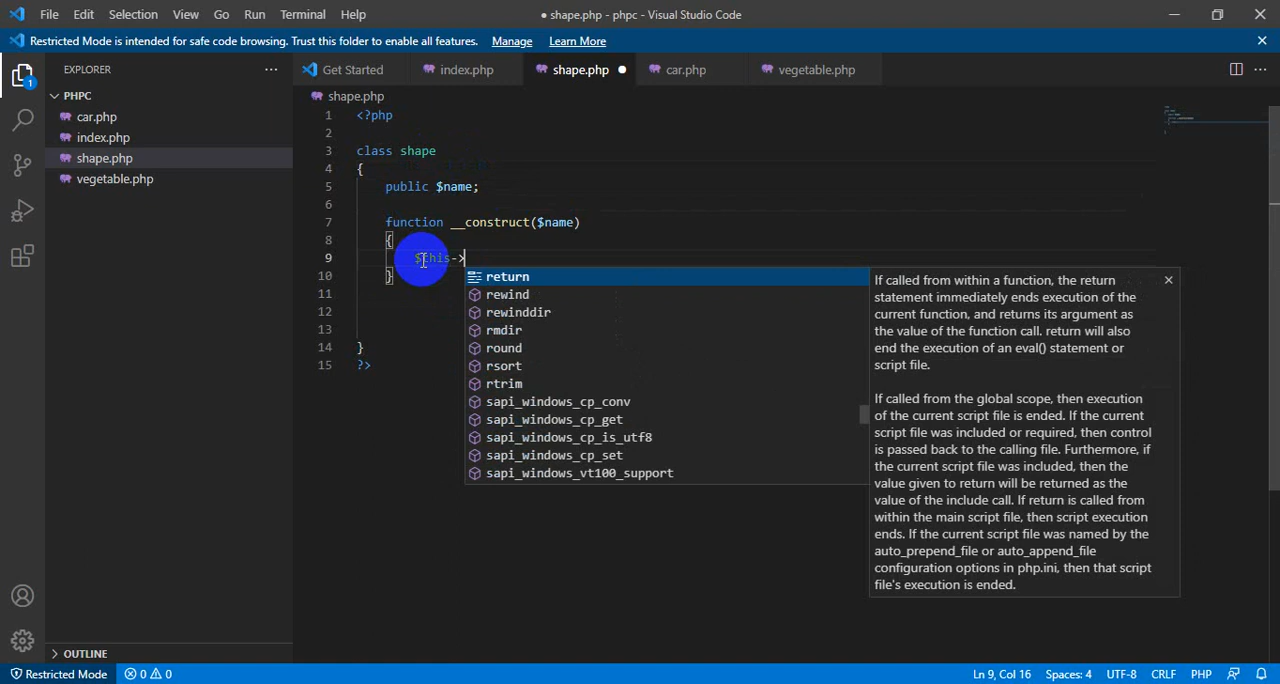 File Edit Selection View Go Run Terminal Help ● shape.php - phpc - Visual Studio Code
Restricted Mode is intended for safe code browsing. Trust this folder to enable all features. Manage Learn More
EXPLORER
Get Started index.php shape.php car.php vegetable.php
PHPC
car.php
index.php
shape.php
vegetable.php
OUTLINE
1
shape.php
1 <?php
2
3 class shape
4 {
5 public $name;
6
7 function __construct($name)
8 {
9 $this->
10 }
11
12
13
14 }
15 ?>
return
rewind
rewinddir
rmdir
round
rsort
rtrim
sapi_windows_cp_conv
sapi_windows_cp_get
sapi_windows_cp_is_utf8
sapi_windows_cp_set
sapi_windows_vt100_support
If called from within a function, the return
statement immediately ends execution of the
current function, and returns its argument as
the value of the function call. return will also
end the execution of an eval() statement or
script file.
If called from the global scope, then execution
of the current script file is ended. If the current
script file was included or required, then control
is passed back to the calling file. Furthermore, if
the current script file was included, then the
value given to return will be returned as the
value of the include call. If return is called from
within the main script file, then script execution
ends. If the current script file was named by the
auto_prepend_file or auto_append_file
configuration options in php.ini, then that script
file's execution is ended.
Restricted Mode 0 0 Ln 9, Col 16 Spaces: 4 UTF-8 CRLF PHP